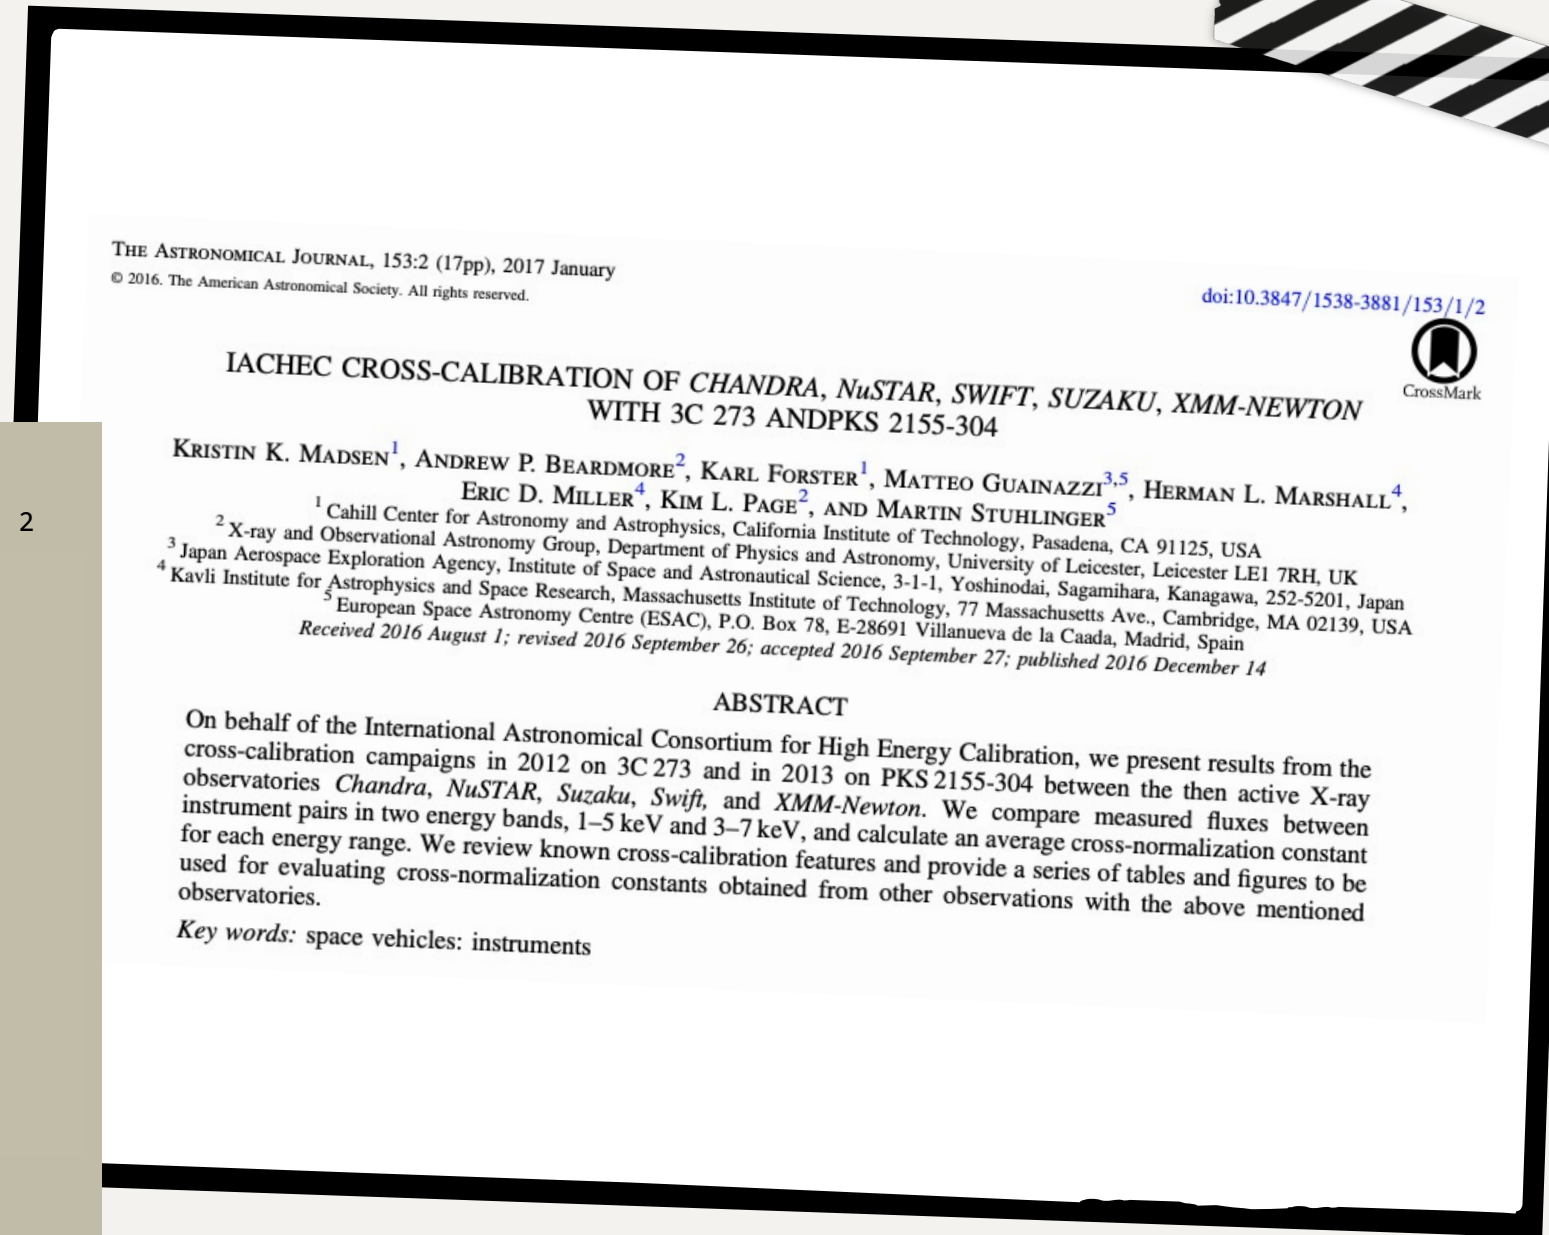 THE ASTRONOMICAL JOURNAL, 153:2 (17pp), 2017 January
© 2016. The American Astronomical Society. All rights reserved.
doi:10.3847/1538-3881/153/1/2
CrossMark
IACHEC CROSS-CALIBRATION OF CHANDRA, NuSTAR, SWIFT, SUZAKU, XMM-NEWTON
WITH 3C 273 ANDPKS 2155-304
KRISTIN K. MADSEN1, ANDREW P. BEARDMORE2, KARL FORSTER1, MATTEO GUAINAZZI3,5, HERMAN L. MARSHALL4,
ERIC D. MILLER4, KIM L. PAGE2, AND MARTIN STUHLINGER5
1 Cahill Center for Astronomy and Astrophysics, California Institute of Technology, Pasadena, CA 91125, USA
2 X-ray and Observational Astronomy Group, Department of Physics and Astronomy, University of Leicester, Leicester LE1 7RH, UK
3 Japan Aerospace Exploration Agency, Institute of Space and Astronautical Science, 3-1-1, Yoshinodai, Sagamihara, Kanagawa, 252-5201, Japan
4 Kavli Institute for Astrophysics and Space Research, Massachusetts Institute of Technology, 77 Massachusetts Ave., Cambridge, MA 02139, USA
5 European Space Astronomy Centre (ESAC), P.O. Box 78, E-28691 Villanueva de la Caada, Madrid, Spain
Received 2016 August 1; revised 2016 September 26; accepted 2016 September 27; published 2016 December 14
ABSTRACT
On behalf of the International Astronomical Consortium for High Energy Calibration, we present results from the
cross-calibration campaigns in 2012 on 3C 273 and in 2013 on PKS 2155-304 between the then active X-ray
observatories Chandra, NuSTAR, Suzaku, Swift, and XMM-Newton. We compare measured fluxes between
instrument pairs in two energy bands, 1–5 keV and 3–7 keV, and calculate an average cross-normalization constant
for each energy range. We review known cross-calibration features and provide a series of tables and figures to be
used for evaluating cross-normalization constants obtained from other observations with the above mentioned
observatories.
Key words: space vehicles: instruments
2